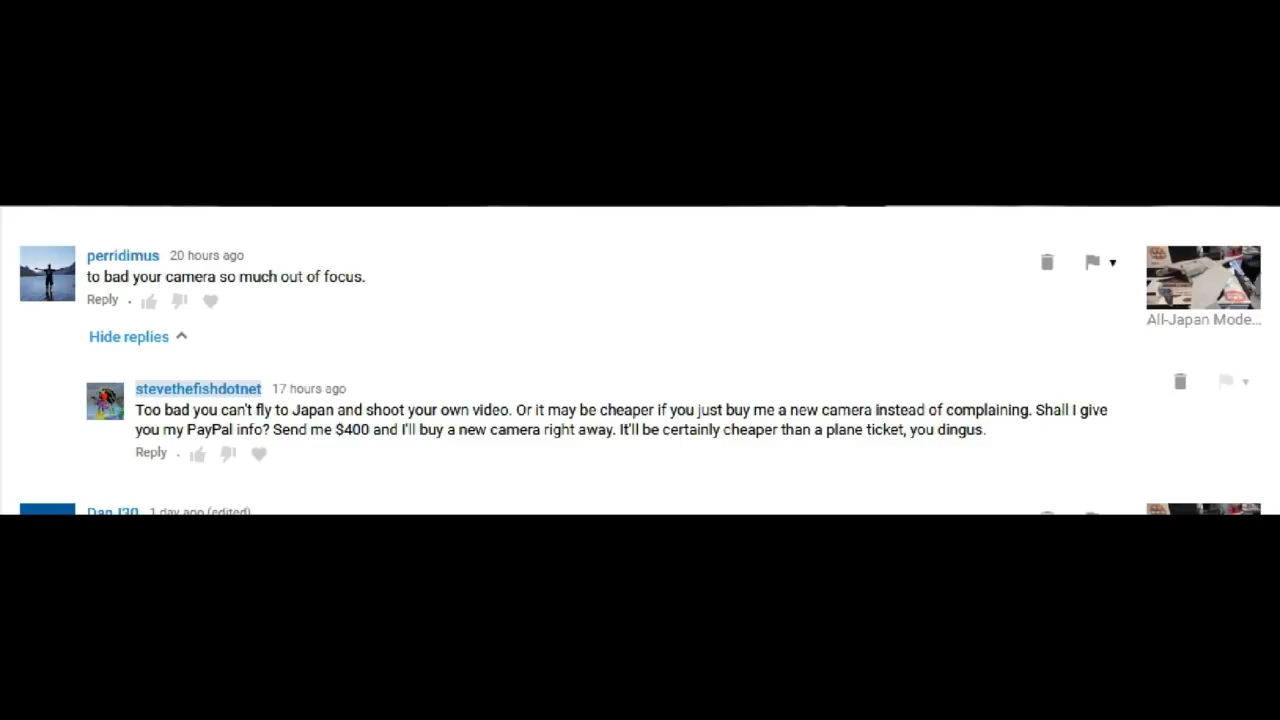 perridimus 20 hours ago
to bad your camera so much out of focus.
Reply
All-Japan Mode...
Hide replies
stevethefishdotnet 17 hours ago
Too bad you can't fly to Japan and shoot your own video. Or it may be cheaper if you just buy me a new camera instead of complaining. Shall I give
you my PayPal info? Send me $400 and I'll buy a new camera right away. It'll be certainly cheaper than a plane ticket, you dingus.
Reply
1 day ago (edited)